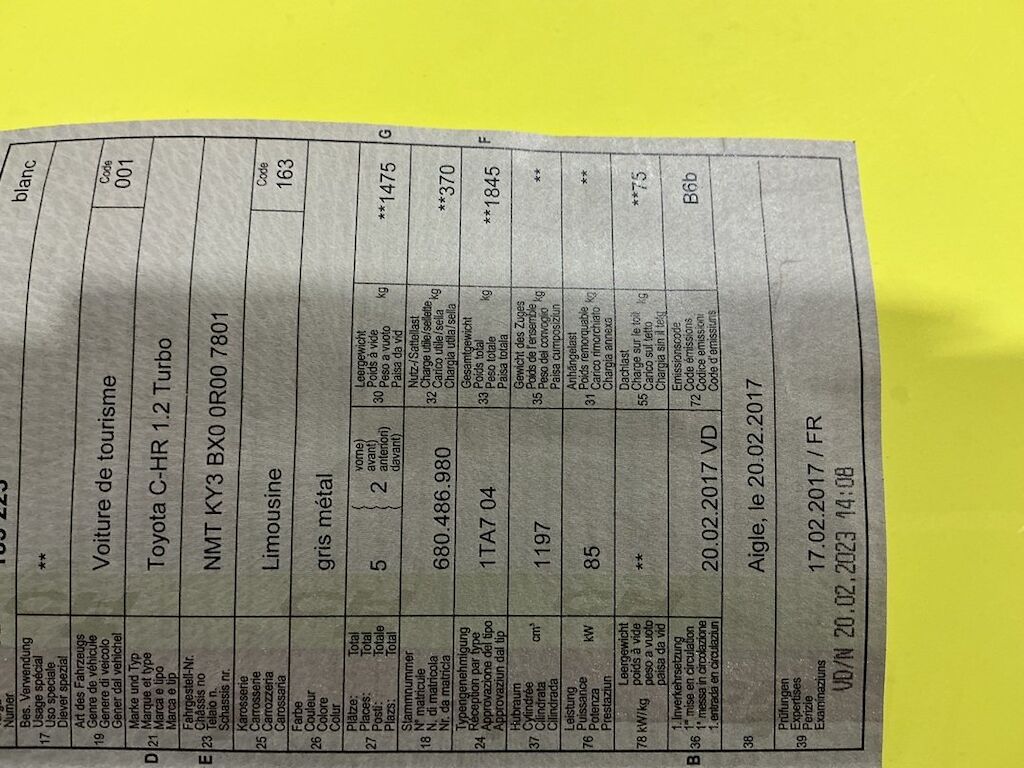 blanc
Numer
17
Bes. Verwendung
Usage spécial
Uso speciale
Diever spezial
**
19
Art des Fahrzeugs
Genre de véhicule
Genere di veicolo
Gener dal vehichel
Voiture de tourisme
Code
001
D 21
Marke und Typ
Marque et type
Marca e tipo
Marca e tip
Toyota C-HR 1.2 Turbo
E 23
Fahrgestell-Nr.
Châssis no
Telaio n.
Schassis nr.
NMT KY3 BX0 0R00 7801
25
Karosserie
Carrosserie
Carrozzeria
Carossaria
Limousine
Code
163
26
Farbe
Couleur
Colore
Colur
gris métal
27
Plätze: Total
Places: Total
Posti: Totale
Plazs: Total
5
2
vorne)
avant)
anteriori)
davant)
30
Leergewicht
Poids à vide
Peso a vuoto
Paisa da vid
kg
**1475
G
18
Stammnummer
N° matricule
N. di matricola
Nr. da matricla
680.486.980
32
Nutz-/Sattellast
Charge utile/sellette
Carico utile/sella
Chargia utila/sella
kg
**370
24
Typengenehmigung
Réception par type
Approvazione del tipo
Approvaziun dal tip
1TA7 04
33
Gesamtgewicht
Poids total
Peso totale
Paisa totala
kg
**1845
F
37
Hubraum
Cylindrée
Cilindrata
Cilindrada
cm³
1197
35
Gewicht des Zuges
Poids de l'ensemble
Peso del convoglio
Paisa cumposiziun
kg
**
76
Leistung
Puissance
Potenza
Prestaziun
kW
85
31
Anhängelast
Poids remorquable
Carico rimorchiato
Chargia annexa
kg
**
78 kW/kg
Leergewicht
poids à vide
peso a vuoto
paisa da vid
**
55
Dachlast
Charge sur le toit
Carico sul tetto
Chargia sin il tetg
kg
**75
B 36
1. Inverkehrsetzung
1re mise en circulation
1a messa in circolazione
1. entrada en circulaziun
20.02.2017 VD
72
Emissionscode
Code émissions
Codice emissioni
Code d'emissiuns
B6b
38
Aigle, le 20.02.2017
39
Prüfungen
Expertises
Perizie
Examinaziuns
17.02.2017 / FR
VD/N 20.02.2023 14:08